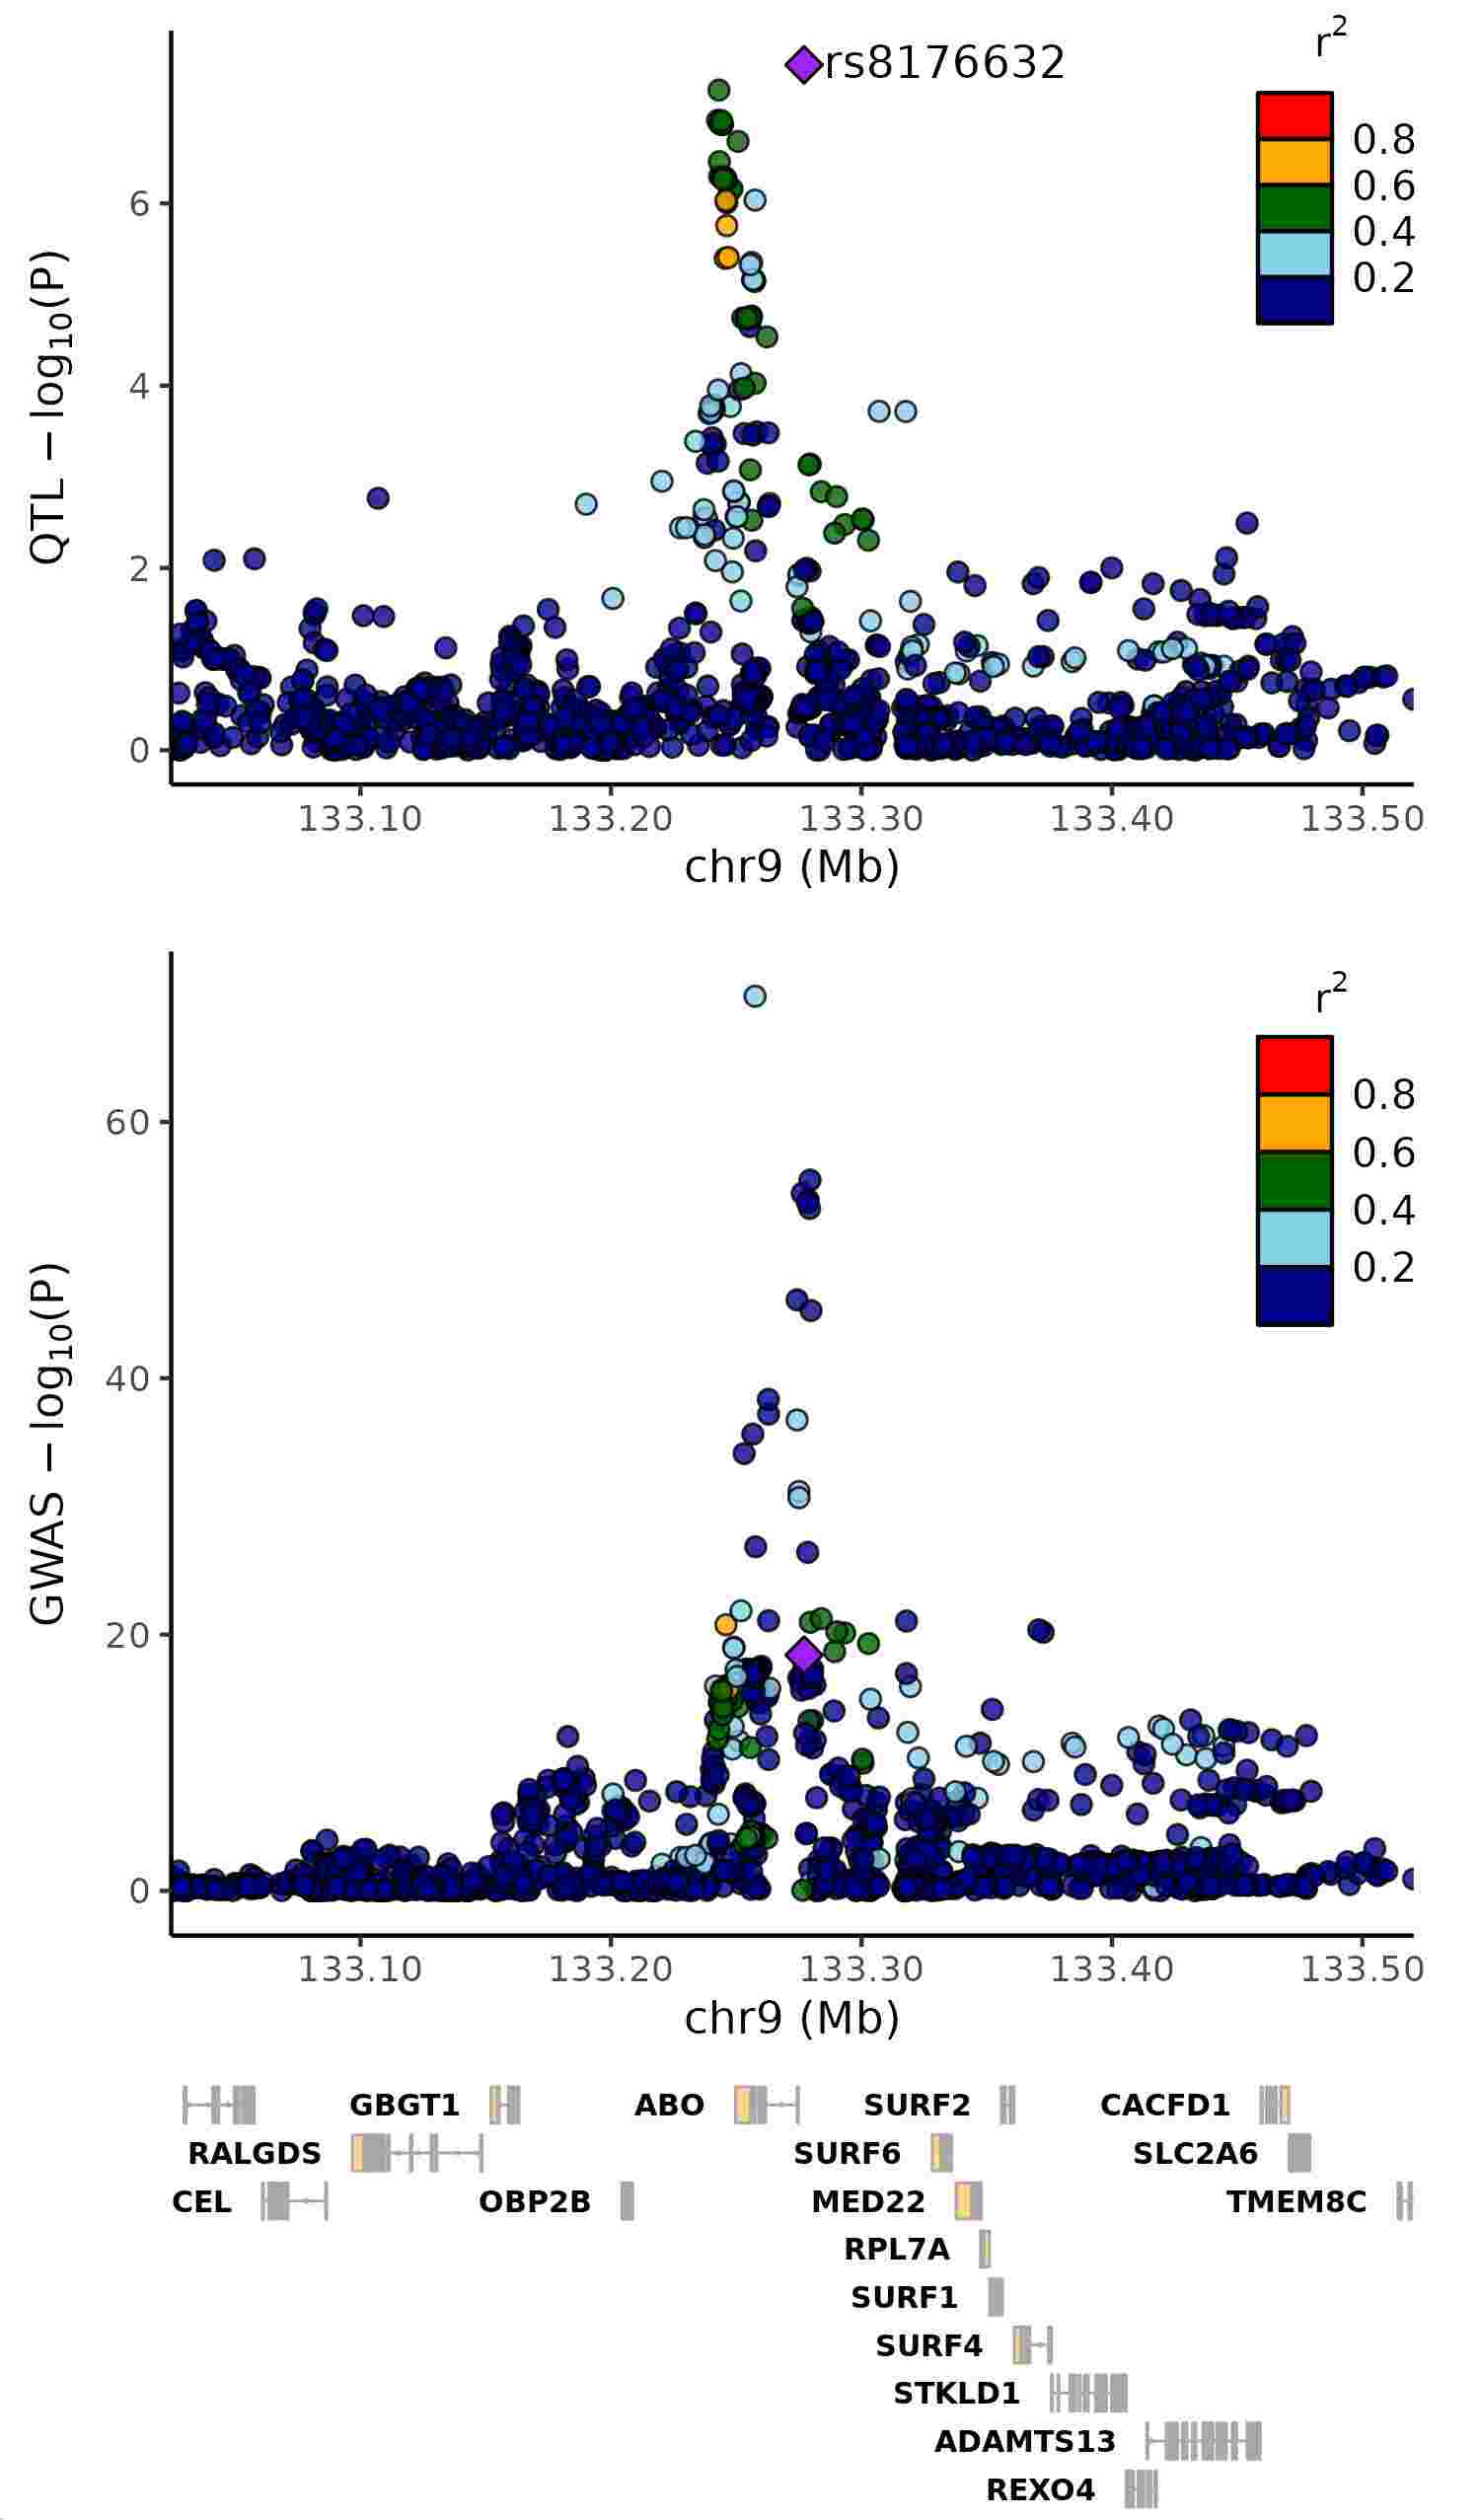 rs8176632
r2
0.8
0.6
0.4
0.2
6
4
2
0
QTL −log10(P)
133.10 133.20 133.30 133.40 133.50
chr9 (Mb)
r2
0.8
0.6
0.4
0.2
60
40
20
0
GWAS −log10(P)
133.10 133.20 133.30 133.40 133.50
chr9 (Mb)
GBGT1 ABO SURF2 CACFD1
RALGDS SURF6 SLC2A6
CEL OBP2B MED22 TMEM8C
RPL7A
SURF1
SURF4
STKLD1
ADAMTS13
REXO4